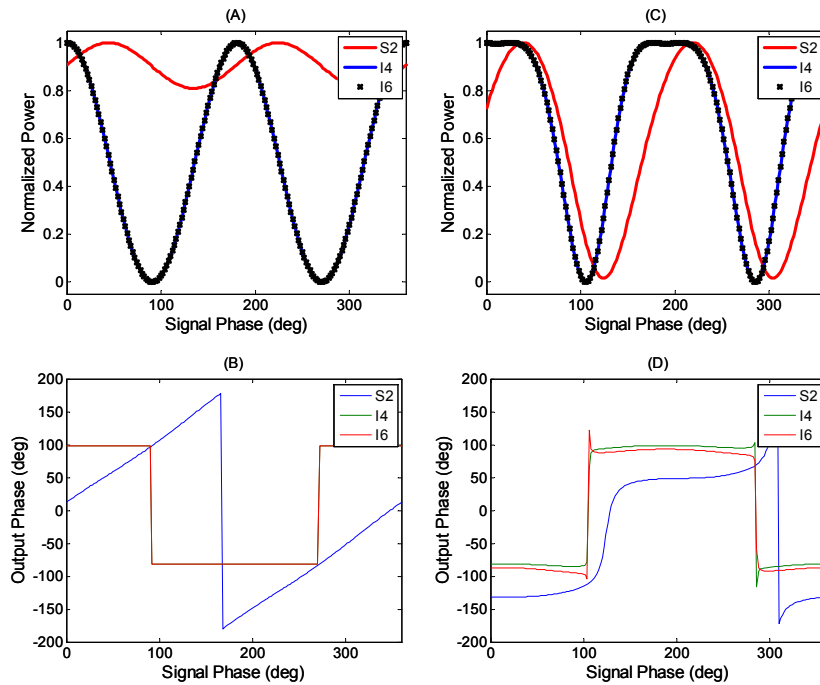 (A)
1
0.8
0.6
0.4
0.2
0
Normalized Power
0
100
200
300
Signal Phase (deg)
S2
I4
I6
(C)
1
0.8
0.6
0.4
0.2
0
Normalized Power
0
100
200
300
Signal Phase (deg)
S2
I4
I6
(B)
200
150
100
50
0
-50
-100
-150
-200
Output Phase (deg)
0
100
200
300
Signal Phase (deg)
S2
I4
I6
(D)
200
150
100
50
0
-50
-100
-150
-200
Output Phase (deg)
0
100
200
300
Signal Phase (deg)
S2
I4
I6